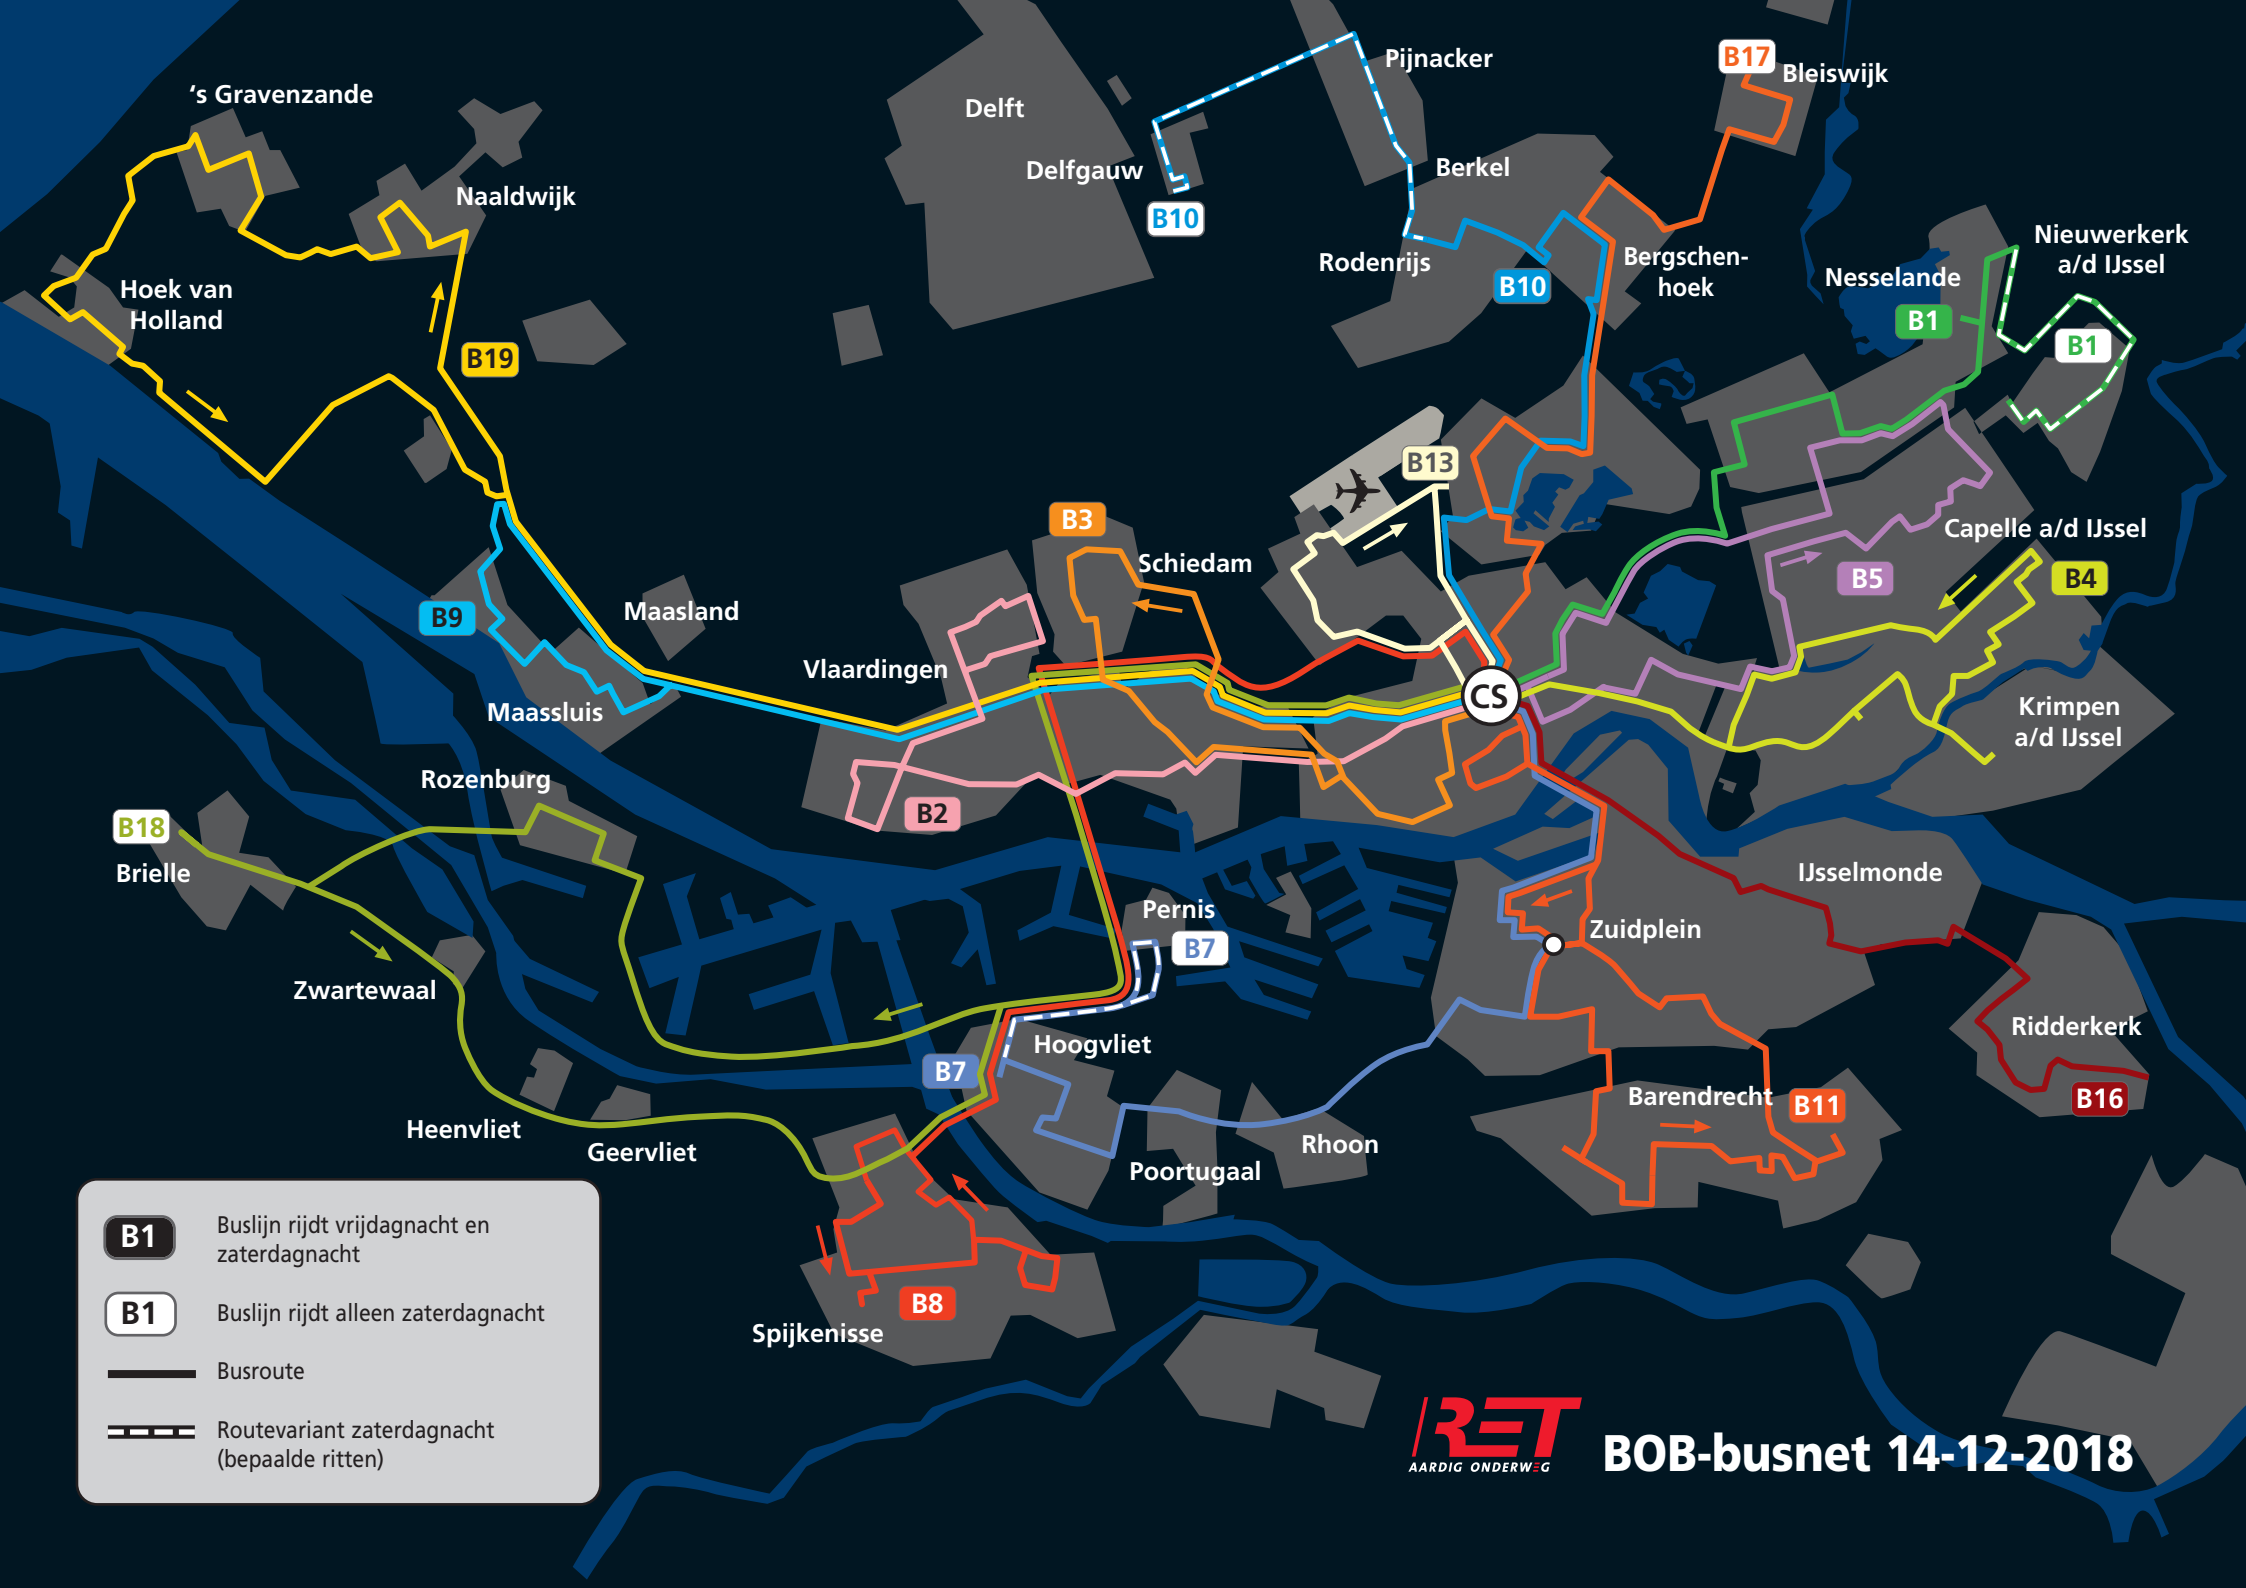 ‘s Gravenzande
Naaldwijk
Hoek van
Holland
B19
Delft
Delfgauw
B10
Pijnacker
Berkel
Rodenrijs
B10
B17
Bleiswijk
Bergschen-
hoek
Nesselande
B1
Nieuwerkerk
a/d IJssel
B1
B13
B3
Schiedam
Capelle a/d IJssel
B5
B4
B9
Maasland
Vlaardingen
Maassluis
CS
Krimpen
a/d IJssel
Rozenburg
B2
B18
Brielle
Zwartewaal
Pernis
B7
IJsselmonde
Zuidplein
Ridderkerk
B16
Hoogvliet
B7
Barendrecht
B11
Heenvliet
Geervliet
Poortugaal
Rhoon
B8
Spijkenisse
B1
Buslijn rijdt vrijdagnacht en
zaterdagnacht
B1
Buslijn rijdt alleen zaterdagnacht
Busroute
Routevariant zaterdagnacht
(bepaalde ritten)
RET
AARDIG ONDERWEG
BOB-busnet 14-12-2018